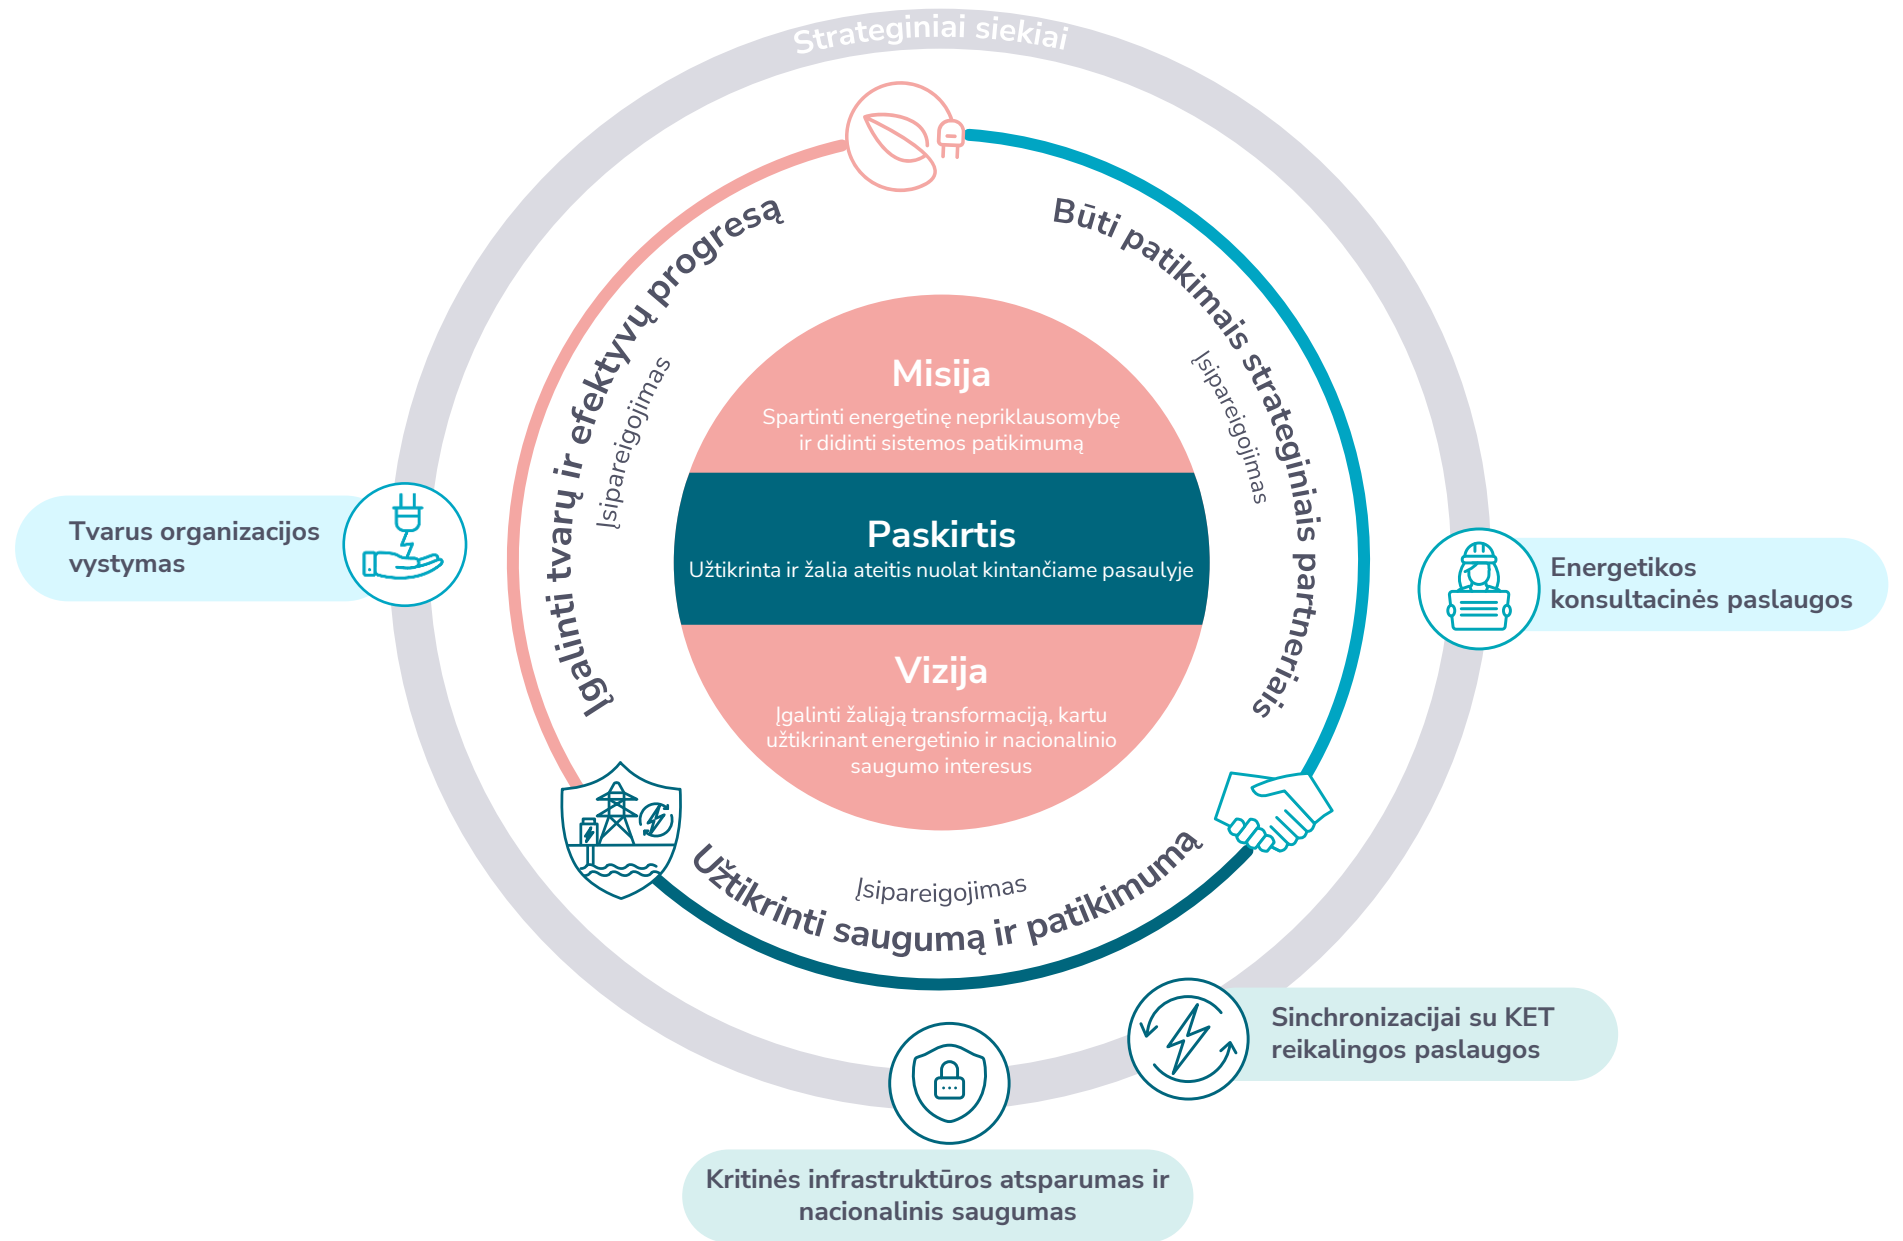 Strateginiai siekiai
Įgalinti tvarų ir efektyvų progresą
Įsipareigojimas
Būti patikimais strateginiais partneriais
Įsipareigojimas
Misija
Spartinti energetinę nepriklausomybę
ir didinti sistemos patikimumą
Paskirtis
Užtikrinta ir žalia ateitis nuolat kintančiame pasaulyje
Vizija
Įgalinti žaliąją transformaciją, kartu
užtikrinant energetinio ir nacionalinio
saugumo interesus
Įsipareigojimas
Užtikrinti saugumą ir patikimumą
Tvarus organizacijos
vystymas
Energetikos
konsultacinės paslaugos
Sinchronizacijai su KET
reikalingos paslaugos
Kritinės infrastruktūros atsparumas ir
nacionalinis saugumas